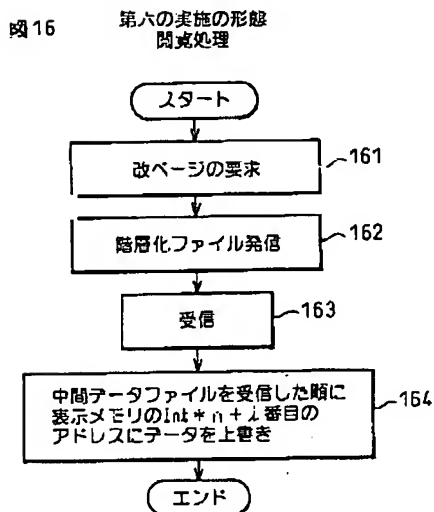 図16
第六の実施の形態
閲覧処理
スタート
改ページの要求
161
階層化ファイル発信
162
受信
163
中間データファイルを受信した順に
表示メモリのInt*n+i番目の
アドレスにデータを上書き
164
エンド